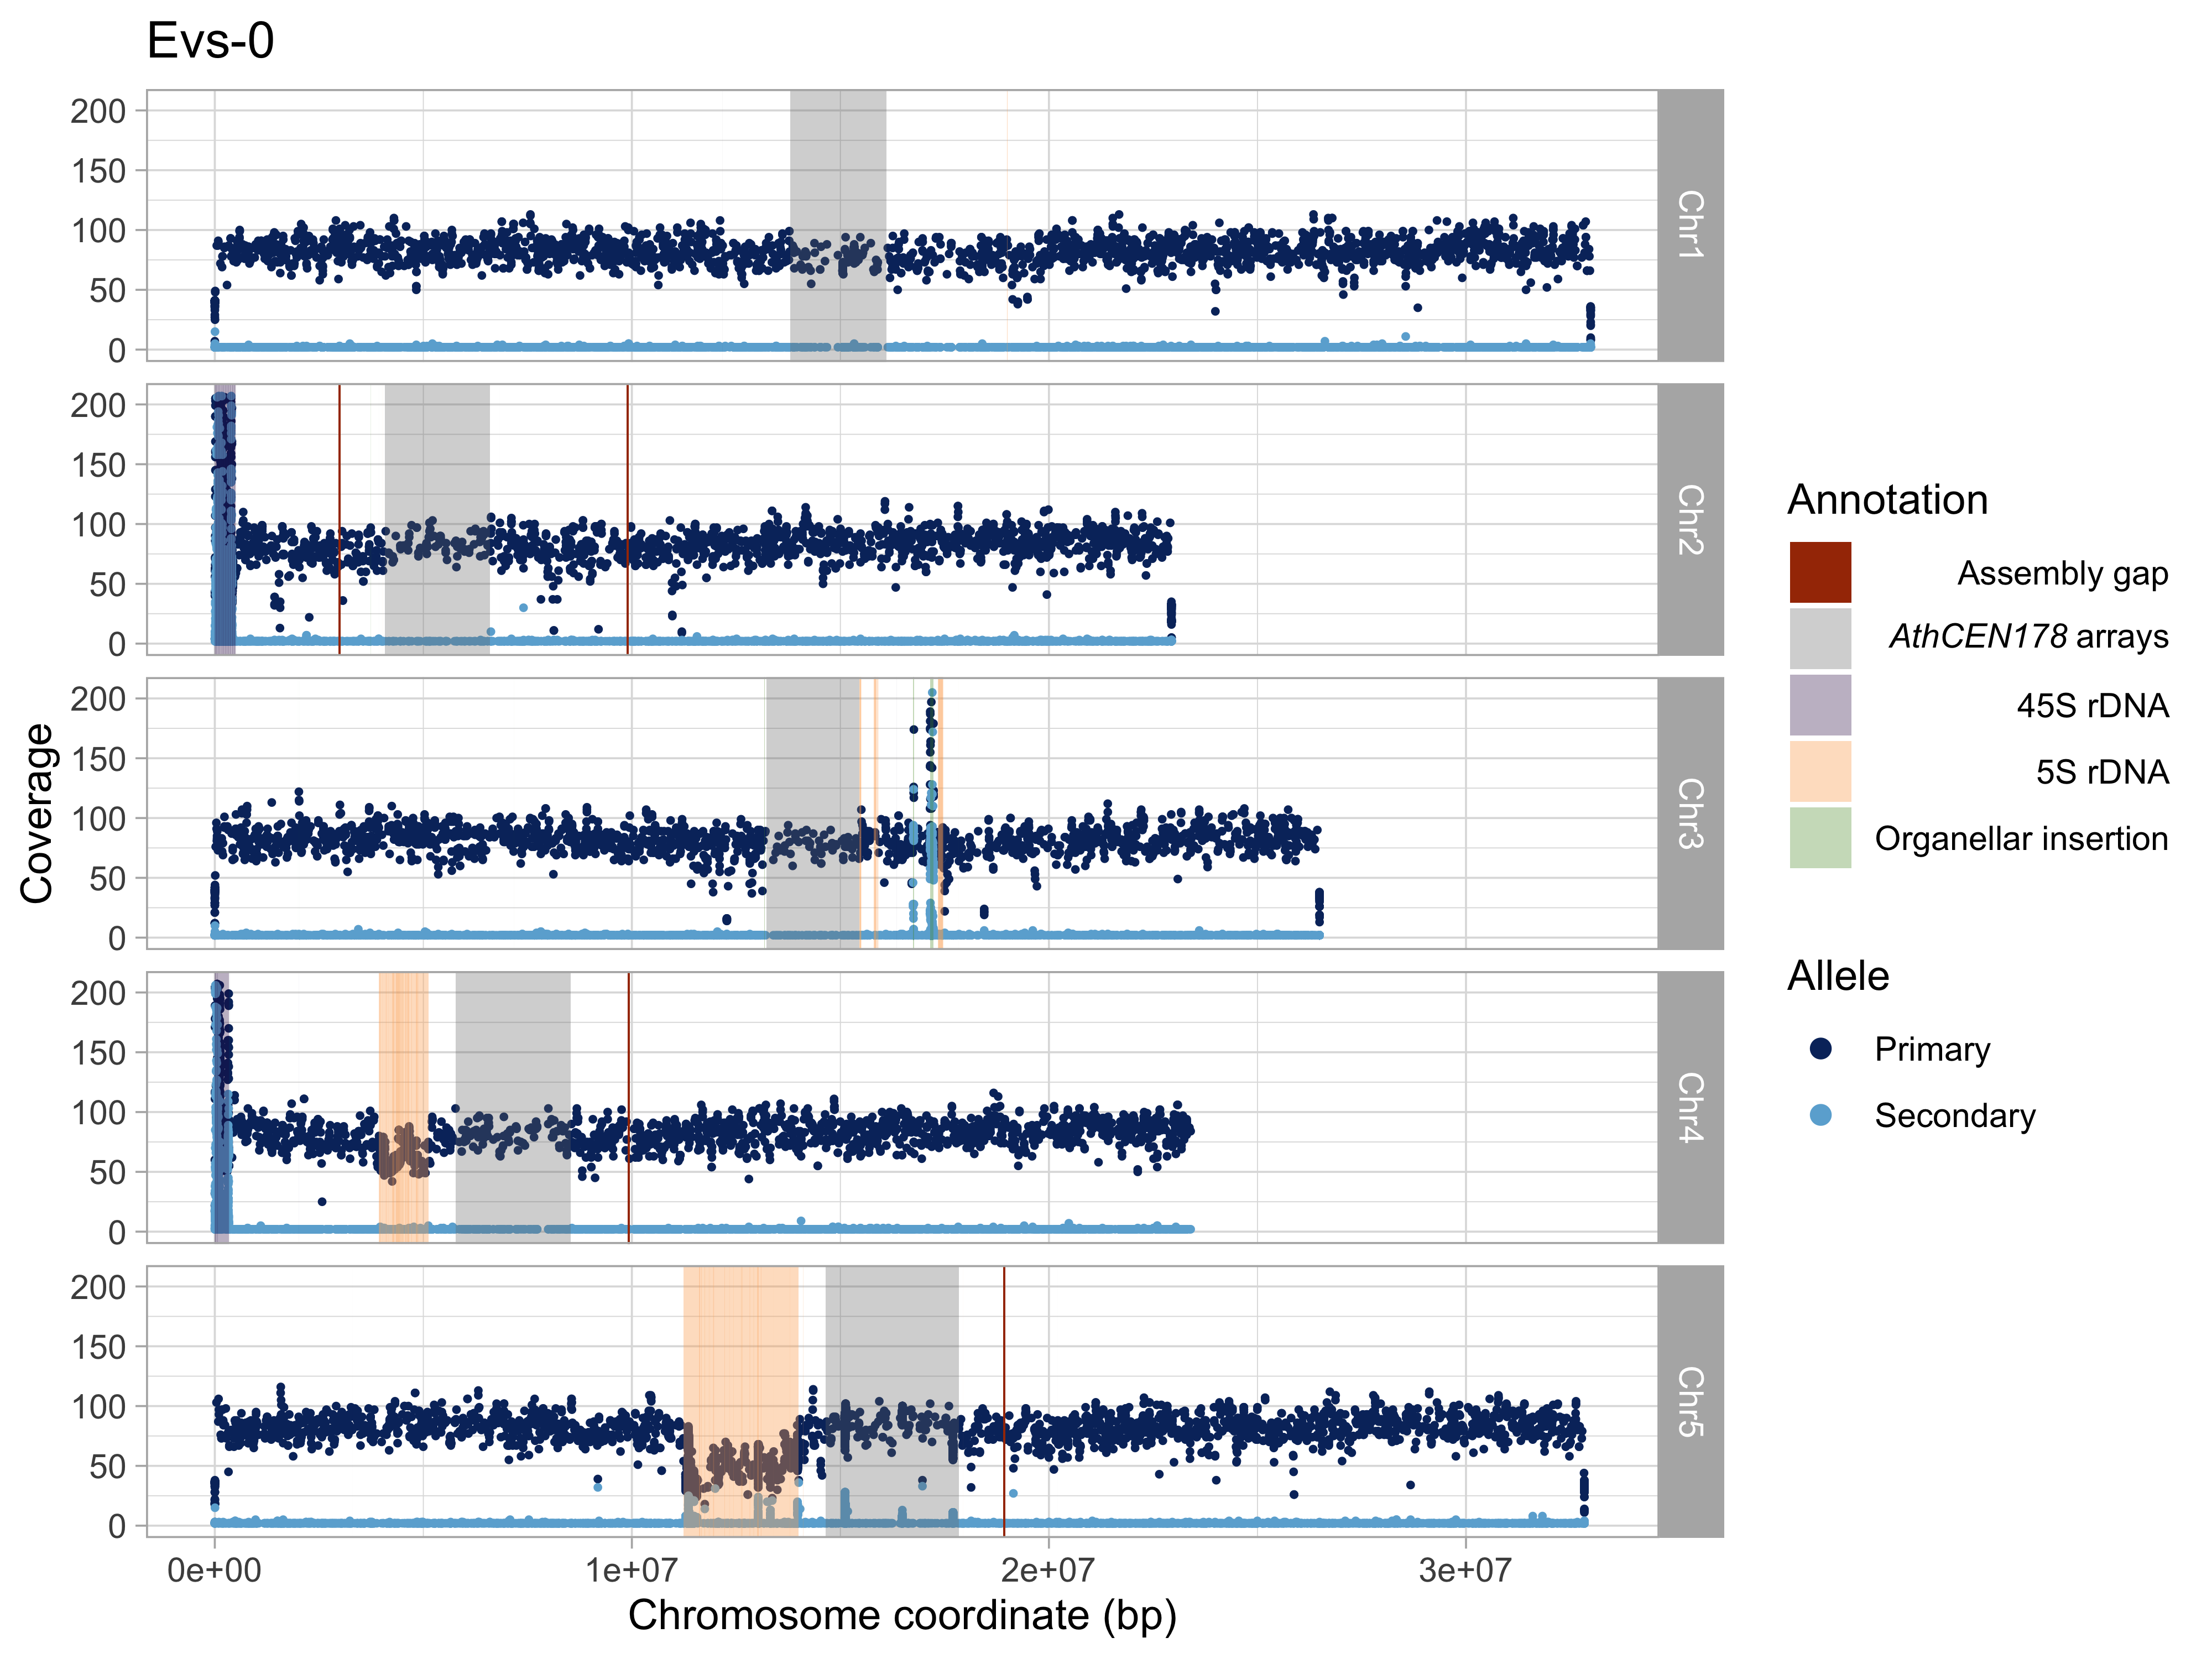 Evs-0
Coverage
200
150
100
50
0
Chr1
200
150
100
50
0
Chr2
200
150
100
50
0
Chr3
200
150
100
50
0
Chr4
200
150
100
50
0
Chr5
0e+00 1e+07 2e+07 3e+07
Chromosome coordinate (bp)
Annotation
Assembly gap
AthCEN178 arrays
45S rDNA
5S rDNA
Organellar insertion
Allele
Primary
Secondary